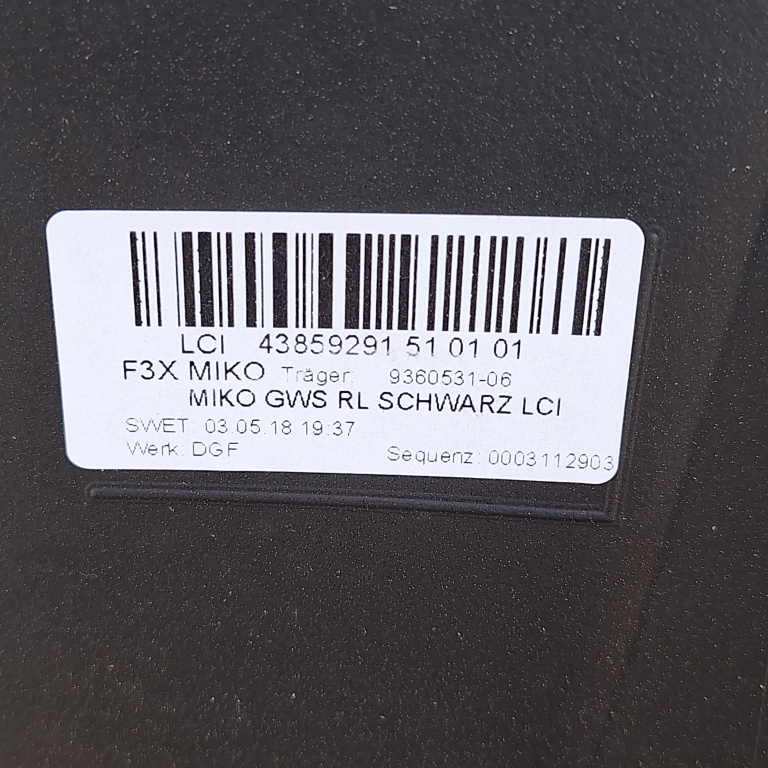 LCI 43859291 51 01 01
F3X MIKO Träger: 9360531-06
MIKO GWS RL SCHWARZ LCI
SWET: 03.05.18 19:37
Werk: DGF Sequenz: 0003112903